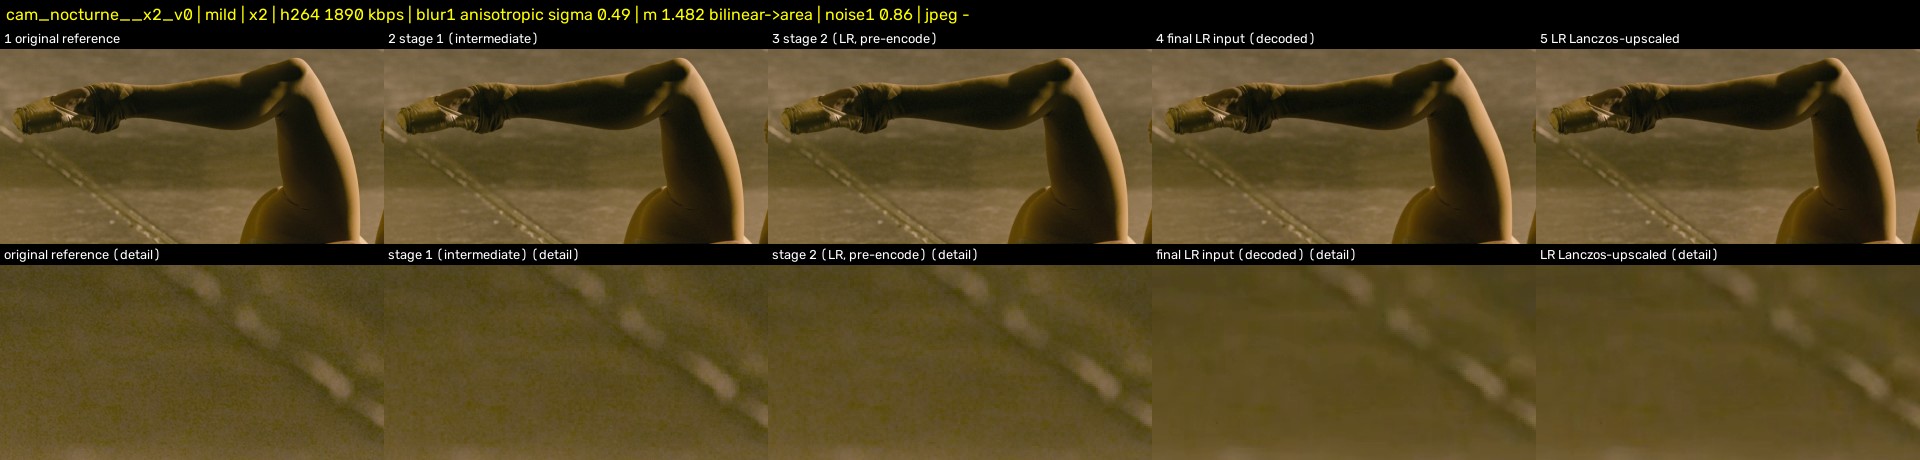 cam_nocturne__x2_v0 | mild | x2 | h264 1890 kbps | blur1 anisotropic sigma 0.49 | m 1.482 bilinear->area | noise1 0.86 | jpeg -
1 original reference
2 stage 1 (intermediate)
3 stage 2 (LR, pre-encode)
4 final LR input (decoded)
5 LR Lanczos-upscaled
original reference (detail)
stage 1 (intermediate) (detail)
stage 2 (LR, pre-encode) (detail)
final LR input (decoded) (detail)
LR Lanczos-upscaled (detail)